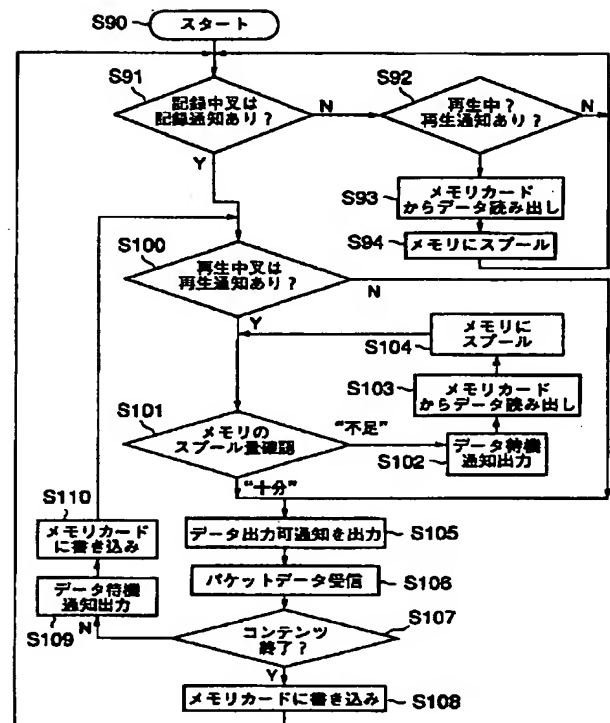 S90
スタート
S91
記録中叉は
記録通知あり?
N
Y
S92
再生中?
再生通知あり?
N
Y
S93
メモリカード
からデータ読み出し
S94
メモリにスプール
S100
再生中叉は
再生通知あり?
N
Y
メモリに
スプール
S104
S103
メモリカード
からデータ読み出し
S101
メモリの
スプール量確認
“不足”
S102
データ待機
通知出力
“十分”
S110
メモリカード
に書き込み
データ出力可通知を出力
S105
パケットデータ受信
S106
データ待機
通知出力
S109
N
S107
コンテンツ
終了?
Y
メモリカードに書き込み
S108